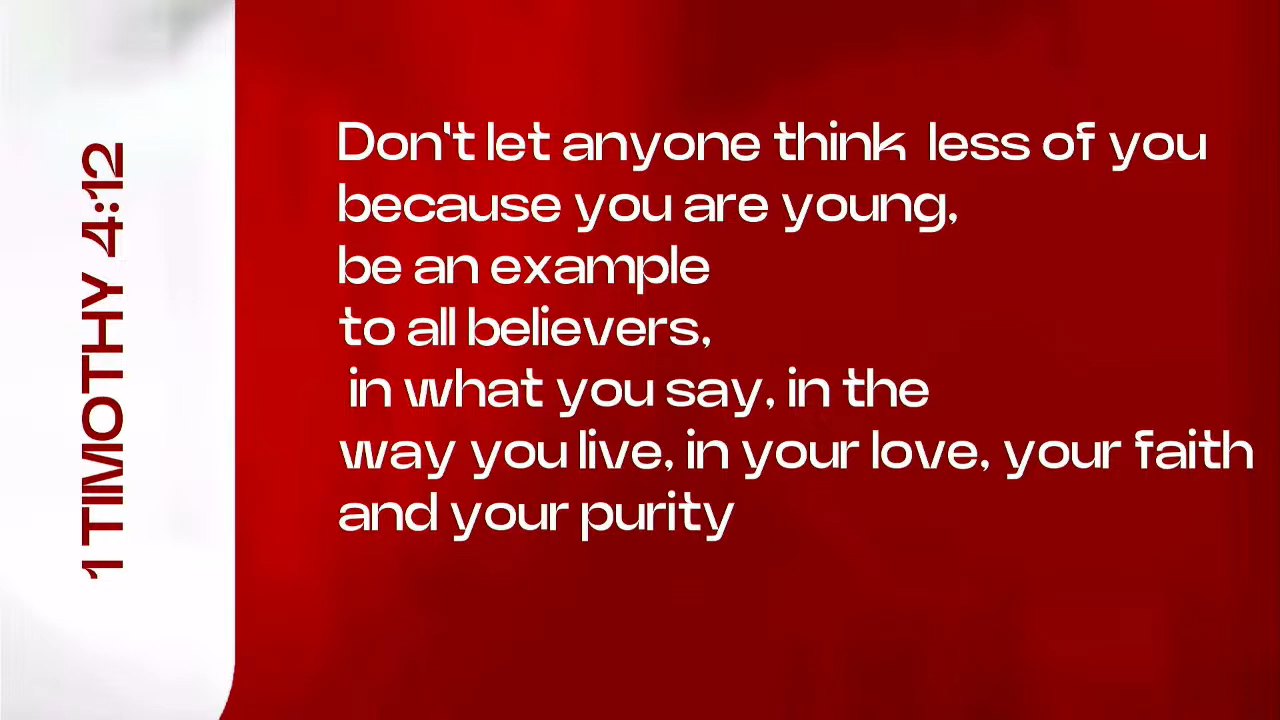 1 TIMOTHY 4:12
Don't let anyone think  less of you
because you are young,
be an example
to all believers,
in what you say, in the
way you live, in your love, your faith
and your purity